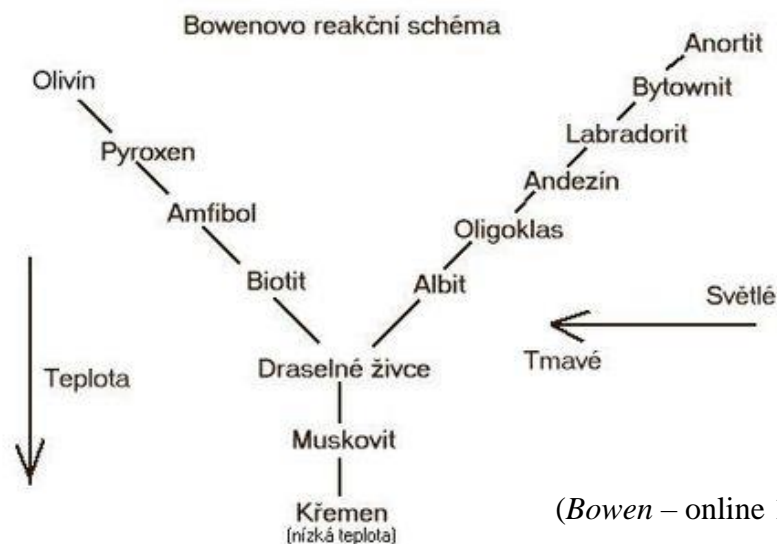 Bowenovo reakční schéma
Anortit
Olivín
Bytownit
Labradorit
Pyroxen
Andezín
Amfibol
Oligoklas
Biotit
Albit
Světlé
Tmavé
Draselné živce
Teplota
Muskovit
Křemen
(nízká teplota)
(Bowen – online